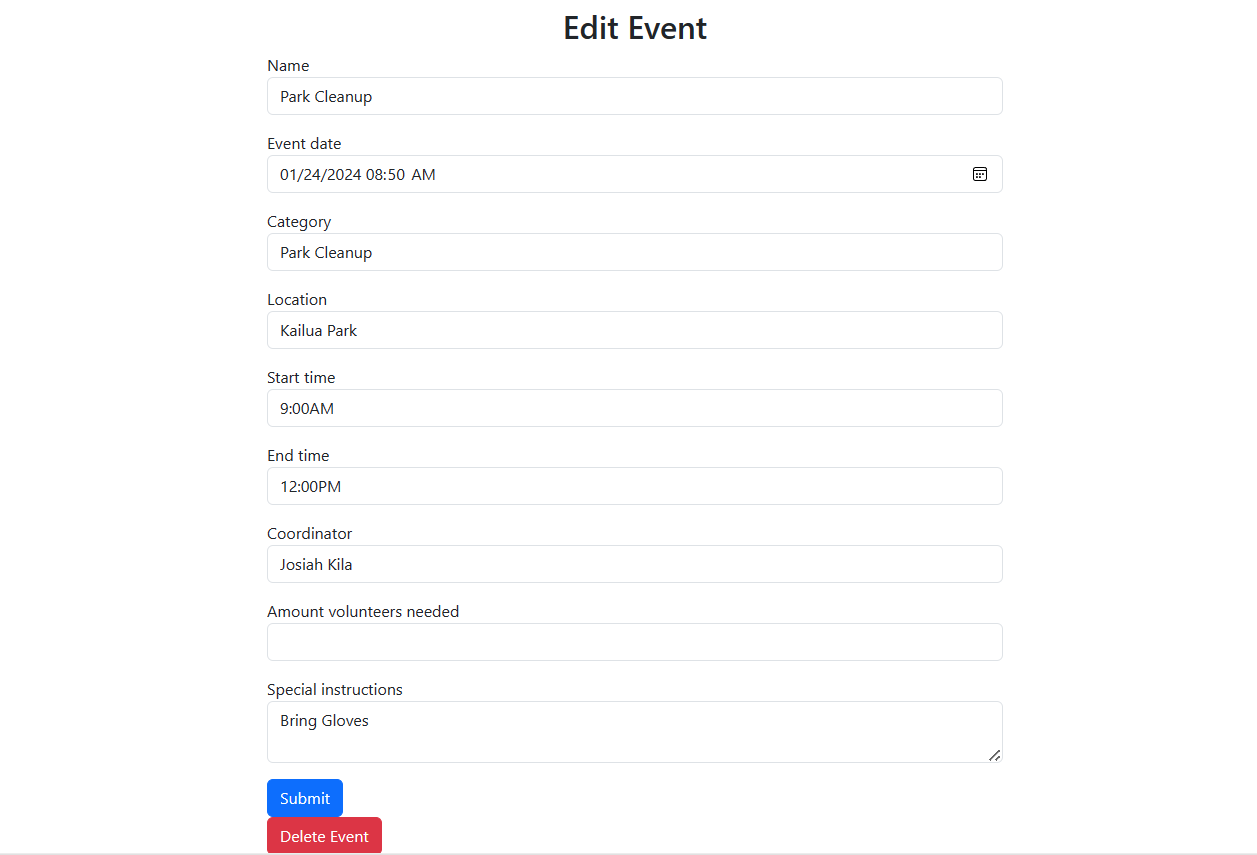 Edit Event
Name
Park Cleanup
Event date
01/24/2024 08:50 AM
Category
Park Cleanup
Location
Kailua Park
Start time
9:00AM
End time
12:00PM
Coordinator
Josiah Kila
Amount volunteers needed
Special instructions
Bring Gloves
Submit
Delete Event